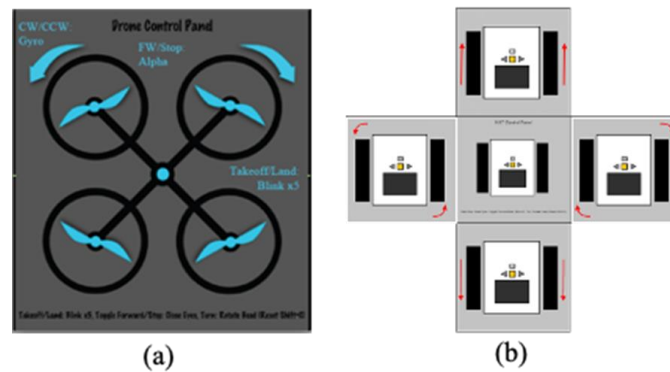 CW/CCW:
Gyro
Drone Control Panel
FW/Stop:
Alpha
Takeoff/Land:
Blink x5
Takeoff/Land: Blink x5, Toggle Forward/Stop: Close Eyes, Turn: Rotate Head (Reset Shift+C)
(a)
(b)